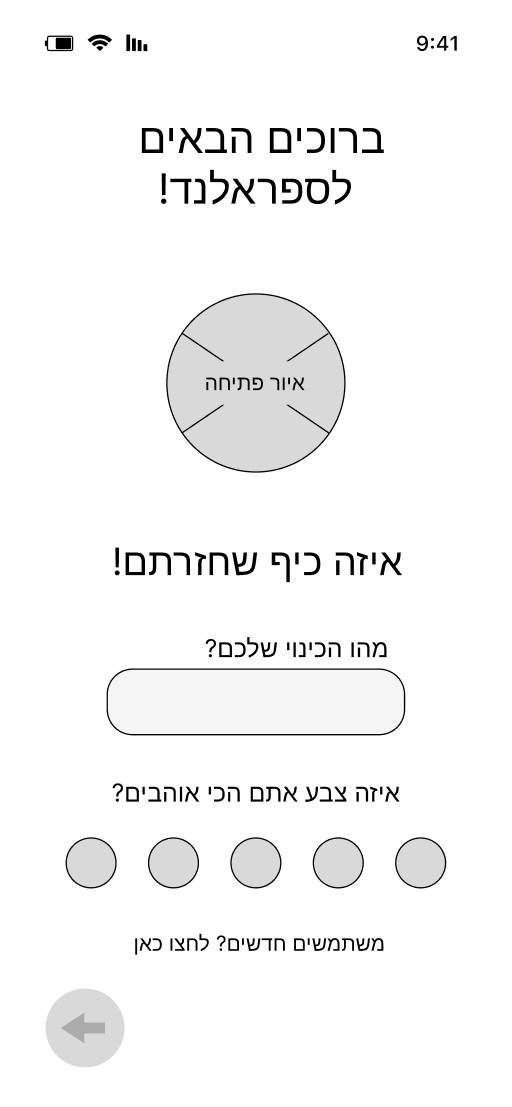 9:41
ברוכים הבאים
לספראלנד!
איור פתיחה
איזה כיף שחזרתם!
מהו הכינוי שלכם?
איזה צבע אתם הכי אוהבים?
משתמשים חדשים? לחצו כאן